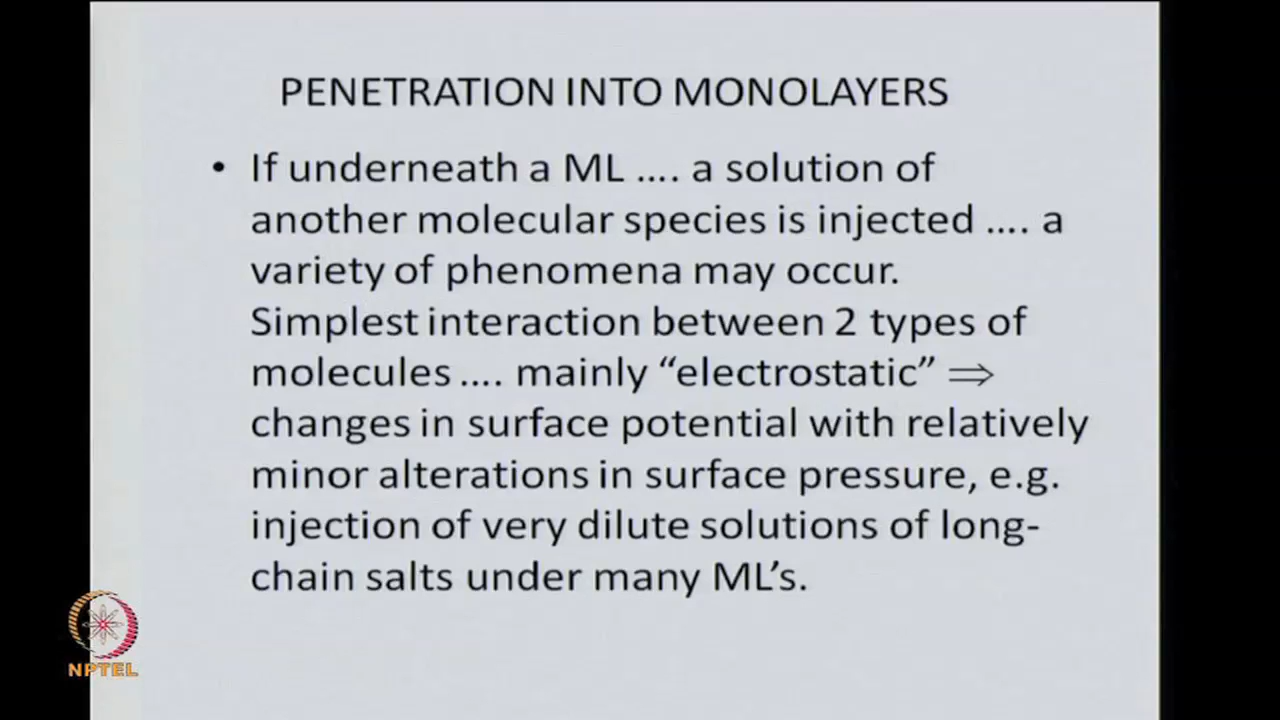 PENETRATION INTO MONOLAYERS
• If underneath a ML .... a solution of
another molecular species is injected .... a
variety of phenomena may occur.
Simplest interaction between 2 types of
molecules .... mainly “electrostatic” ⇒
changes in surface potential with relatively
minor alterations in surface pressure, e.g.
injection of very dilute solutions of long-
chain salts under many ML’s.
NPTEL